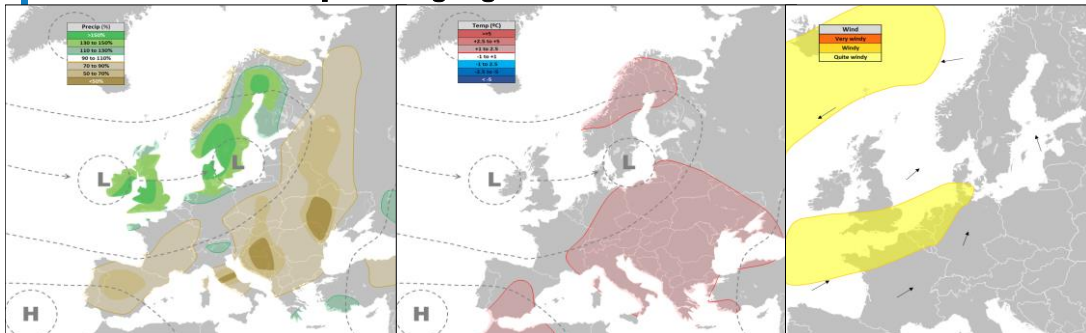 Precip (%)
>150%
130 to 150%
110 to 130%
90 to 110%
70 to 90%
50 to 70%
<50%
L
L
H
Temp (ºC)
>+5
+2.5 to +5
+1 to 2.5
-1 to +1
-1 to 2.5
-2.5 to -5
< -5
L
L
H
Wind
Very windy
Windy
Quite windy